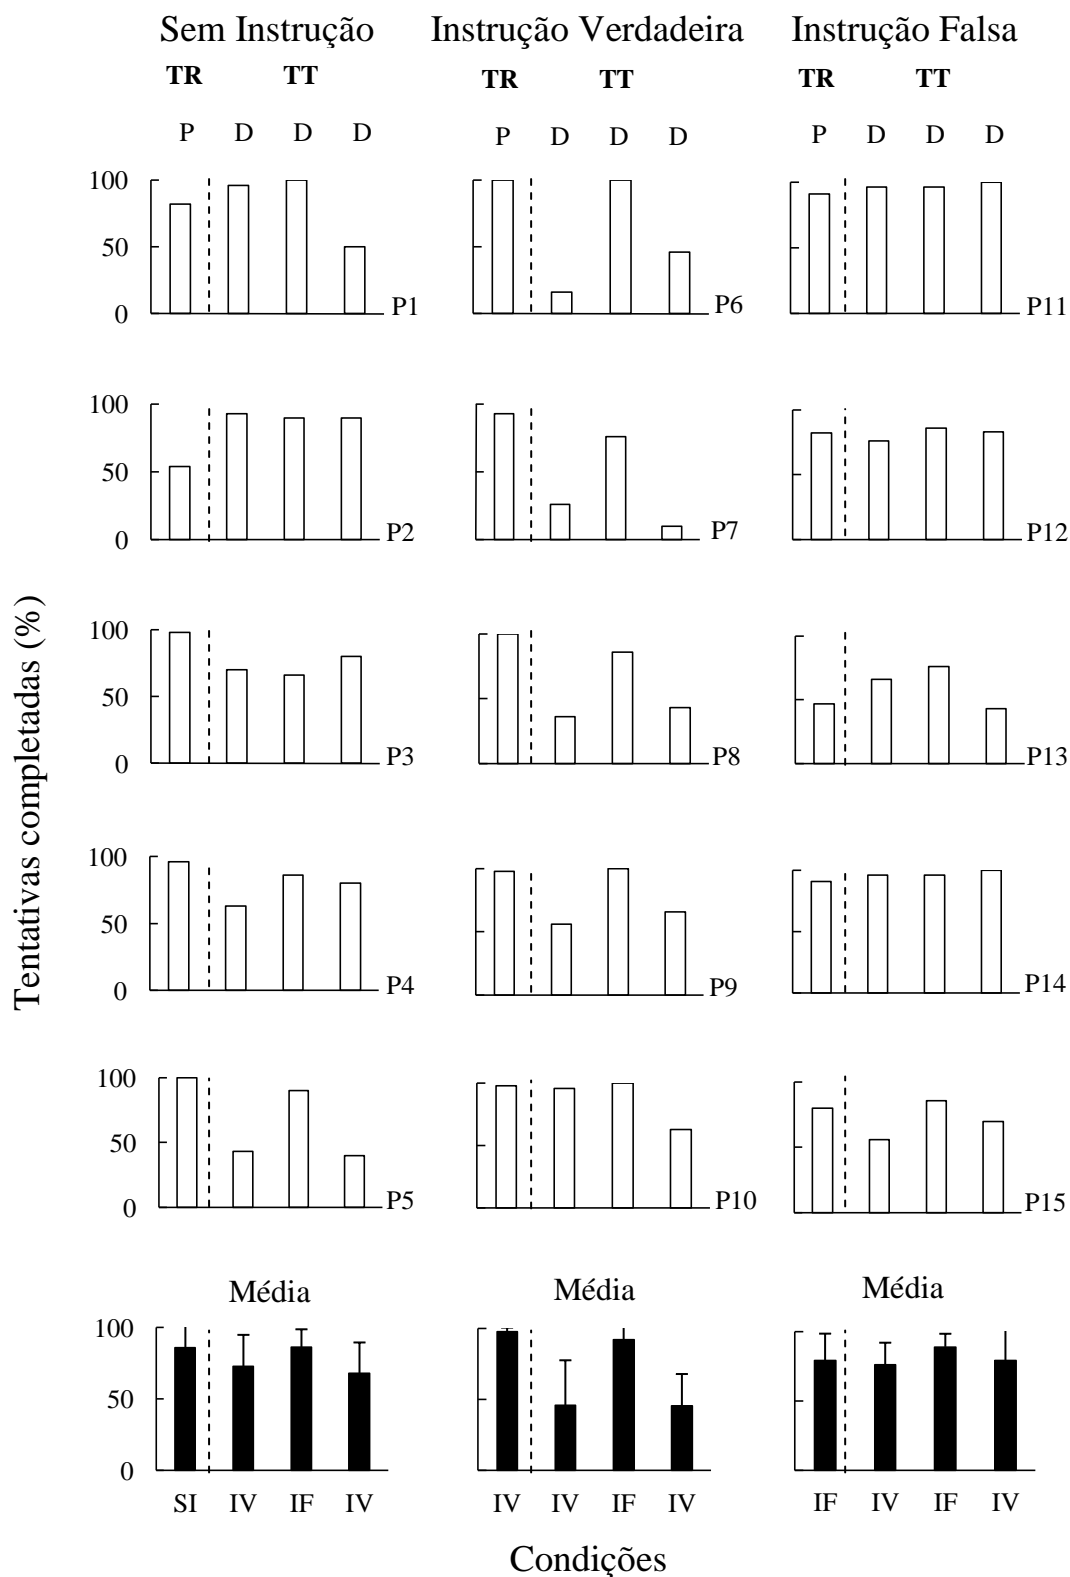 Sem Instrução Instrução Verdadeira Instrução Falsa
TR TT TR TT TR TT
P D D D P D D D P D D D
100
50
0
P1 P6 P11
100
50
0
P2 P7 P12
Tentativas completadas (%)
100
50
0
P3 P8 P13
100
50
0
P4 P9 P14
100
50
0
P5 P10 P15
Média Média Média
100
50
0
SI IV IF IV IV IV IF IV IF IV IF IV
Condições